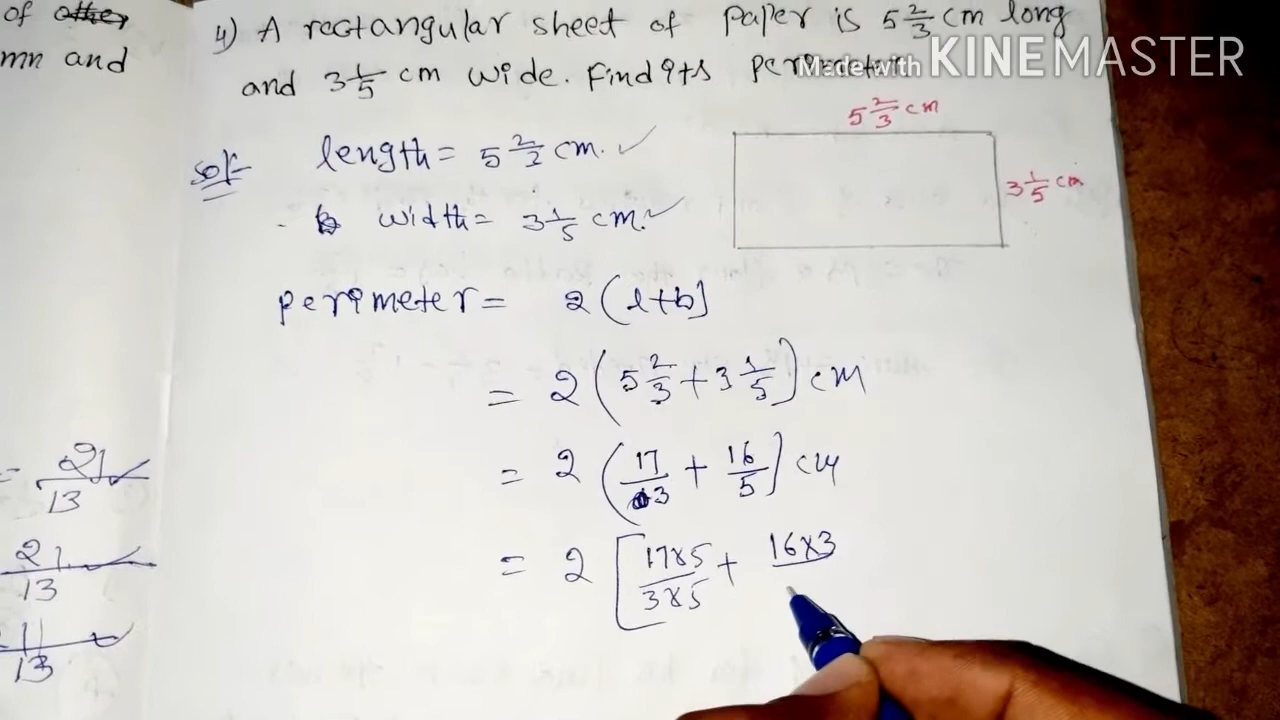 of other
mn and
4) A rectangular sheet of Paper is 5 2/3 cm long
Made with KINEMASTER
and 3 1/5 cm wide. Find its perimeter
5 2/3 cm
3 1/5 cm
Sol:-
length = 5 2/3 cm. ✓
width = 3 1/5 cm. ✓
perimeter = 2 (l+b]
= 2 (5 2/3 + 3 1/5) cm
= 2 (17/3 + 16/5] cm
= 2 [17×5/3×5 + 16×3
= 21/13
21/13
11/13